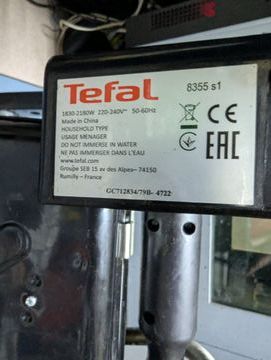 Tefal
8355 s1
1830-2180W 220-240V~ 50-60Hz
Made in China
HOUSEHOLD TYPE
USAGE MENAGER
DO NOT IMMERSE IN WATER
NE PAS IMMERGER DANS L'EAU
www.tefal.com
Groupe SEB 15 av des Alpes– 74150
Rumilly – France
CE
EAC
GC712834/79B- 4722